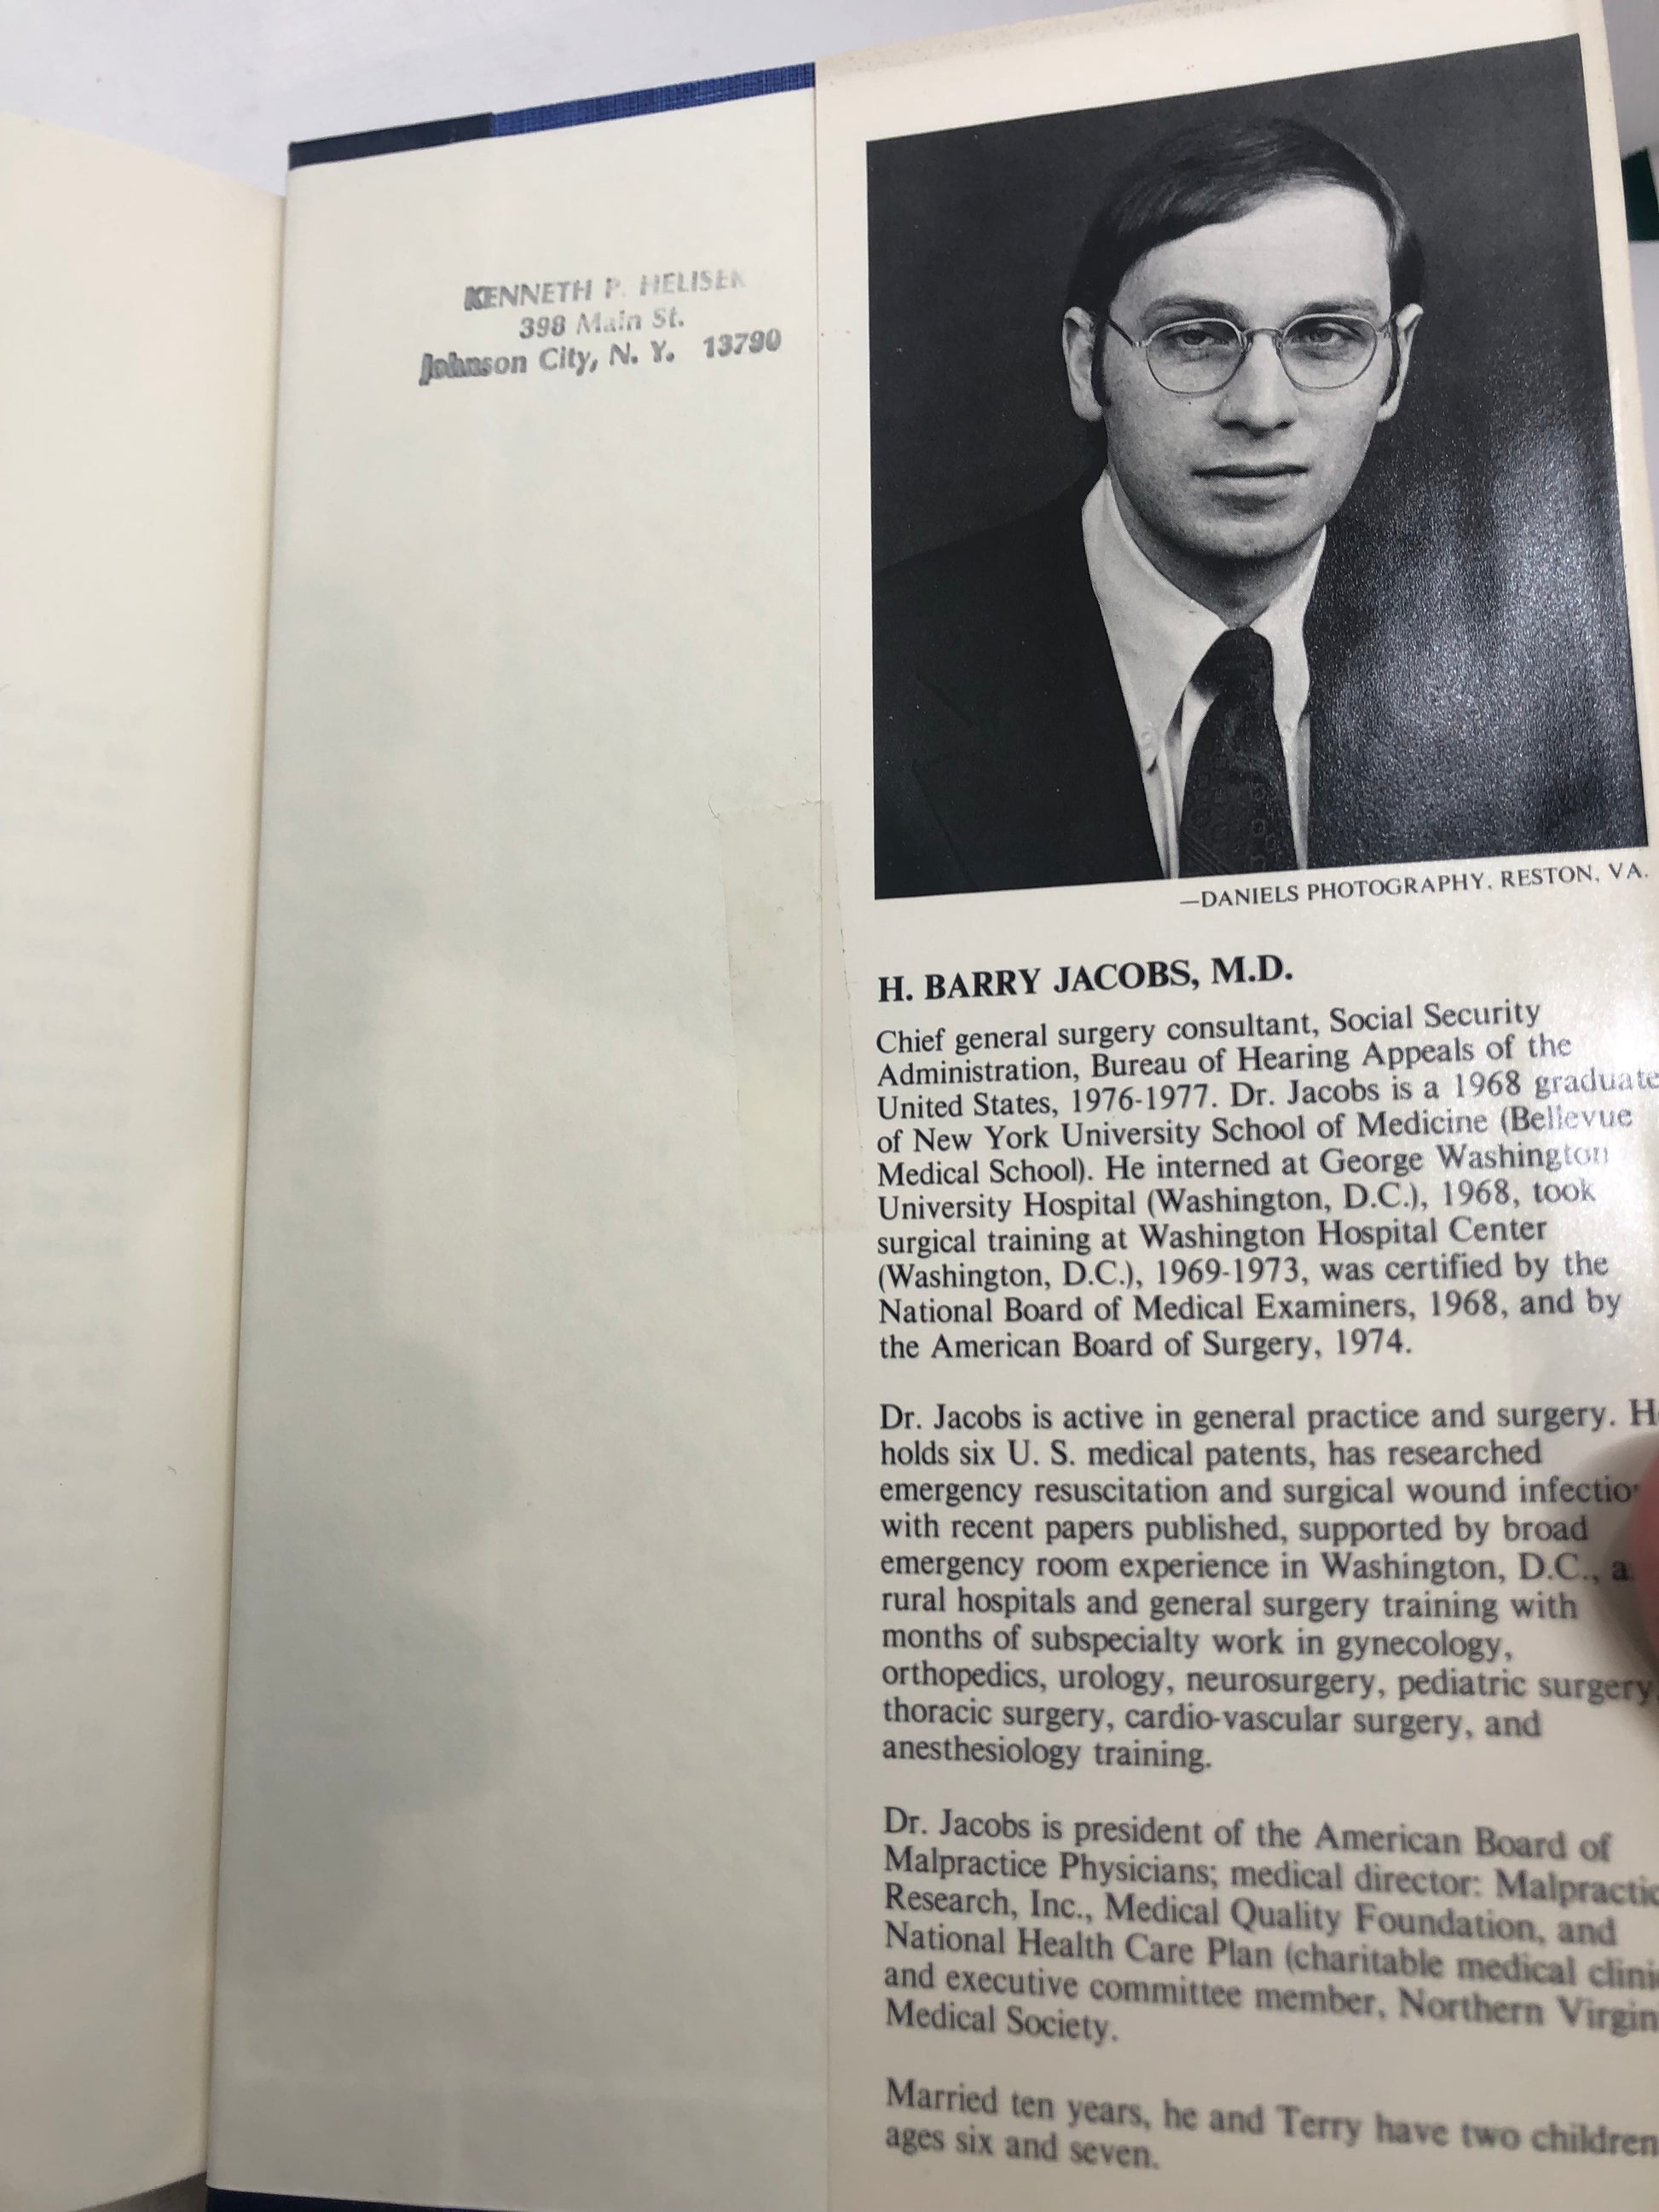 KENNETH P. HELISEK
398 Main St.
Johnson City, N. Y. 13790
—DANIELS PHOTOGRAPHY, RESTON, VA.
H. BARRY JACOBS, M.D.
Chief general surgery consultant, Social Security
Administration, Bureau of Hearing Appeals of the
United States, 1976-1977. Dr. Jacobs is a 1968 graduate
of New York University School of Medicine (Bellevue
Medical School). He interned at George Washington
University Hospital (Washington, D.C.), 1968, took
surgical training at Washington Hospital Center
(Washington, D.C.), 1969-1973, was certified by the
National Board of Medical Examiners, 1968, and by
the American Board of Surgery, 1974.
Dr. Jacobs is active in general practice and surgery.
holds six U. S. medical patents, has researched
emergency resuscitation and surgical wound
with recent papers published, supported by broad
emergency room experience in Washington, D.C.,
rural hospitals and general surgery training with
months of subspecialty work in gynecology,
orthopedics, urology, neurosurgery, pediatric surgery
thoracic surgery, cardio-vascular surgery, and
anesthesiology training.
Dr. Jacobs is president of the American Board of
Malpractice Physicians; medical director: Malpractic
Research, Inc., Medical Quality Foundation, and
National Health Care Plan (charitable medical clini
and executive committee member, Northern Virgin
Medical Society.
Married ten years, he and Terry have two children
ages six and seven.